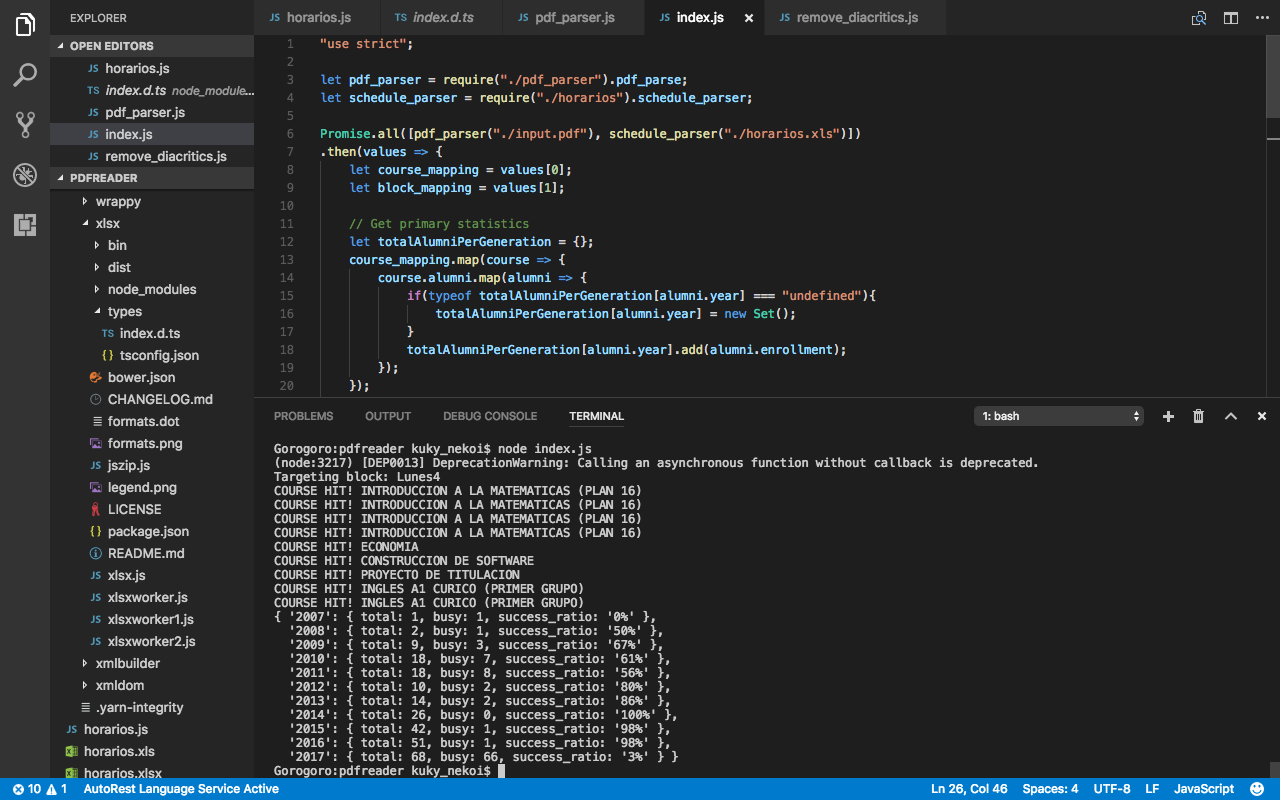 EXPLORER
OPEN EDITORS
JS horarios.js
TS index.d.ts node_module...
JS pdf_parser.js
JS index.js
JS remove_diacritics.js
PDFREADER
wrappy
xlsx
bin
dist
node_modules
types
TS index.d.ts
{} tsconfig.json
bower.json
CHANGELOG.md
formats.dot
formats.png
JS jszip.js
legend.png
LICENSE
{} package.json
README.md
JS xlsx.js
JS xlsxworker.js
JS xlsxworker1.js
JS xlsxworker2.js
xmlbuilder
xmldom
.yarn-integrity
JS horarios.js
horarios.xls
horarios.xlsx
JS horarios.js TS index.d.ts JS pdf_parser.js JS index.js × JS remove_diacritics.js
1 "use strict";
2
3 let pdf_parser = require("./pdf_parser").pdf_parse;
4 let schedule_parser = require("./horarios").schedule_parser;
5
6 Promise.all([pdf_parser("./input.pdf"), schedule_parser("./horarios.xls")])
7 .then(values => {
8 let course_mapping = values[0];
9 let block_mapping = values[1];
10
11 // Get primary statistics
12 let totalAlumniPerGeneration = {};
13 course_mapping.map(course => {
14 course.alumni.map(alumni => {
15 if(typeof totalAlumniPerGeneration[alumni.year] === "undefined"){
16 totalAlumniPerGeneration[alumni.year] = new Set();
17 }
18 totalAlumniPerGeneration[alumni.year].add(alumni.enrollment);
19 });
20 });
PROBLEMS OUTPUT DEBUG CONSOLE TERMINAL 1: bash
Gorogoro:pdfreader kuky_nekoi$ node index.js
(node:3217) [DEP0013] DeprecationWarning: Calling an asynchronous function without callback is deprecated.
Targeting block: Lunes4
COURSE HIT! INTRODUCCION A LA MATEMATICAS (PLAN 16)
COURSE HIT! INTRODUCCION A LA MATEMATICAS (PLAN 16)
COURSE HIT! INTRODUCCION A LA MATEMATICAS (PLAN 16)
COURSE HIT! INTRODUCCION A LA MATEMATICAS (PLAN 16)
COURSE HIT! ECONOMIA
COURSE HIT! CONSTRUCCION DE SOFTWARE
COURSE HIT! PROYECTO DE TITULACION
COURSE HIT! INGLES A1 CURICO (PRIMER GRUPO)
COURSE HIT! INGLES A1 CURICO (PRIMER GRUPO)
{ '2007': { total: 1, busy: 1, success_ratio: '0%' },
'2008': { total: 2, busy: 1, success_ratio: '50%' },
'2009': { total: 9, busy: 3, success_ratio: '67%' },
'2010': { total: 18, busy: 7, success_ratio: '61%' },
'2011': { total: 18, busy: 8, success_ratio: '56%' },
'2012': { total: 10, busy: 2, success_ratio: '80%' },
'2013': { total: 14, busy: 2, success_ratio: '86%' },
'2014': { total: 26, busy: 0, success_ratio: '100%' },
'2015': { total: 42, busy: 1, success_ratio: '98%' },
'2016': { total: 51, busy: 1, success_ratio: '98%' },
'2017': { total: 68, busy: 66, success_ratio: '3%' } }
Gorogoro:pdfreader kuky_nekoi$
10 1 AutoRest Language Service Active Ln 26, Col 46 Spaces: 4 UTF-8 LF JavaScript